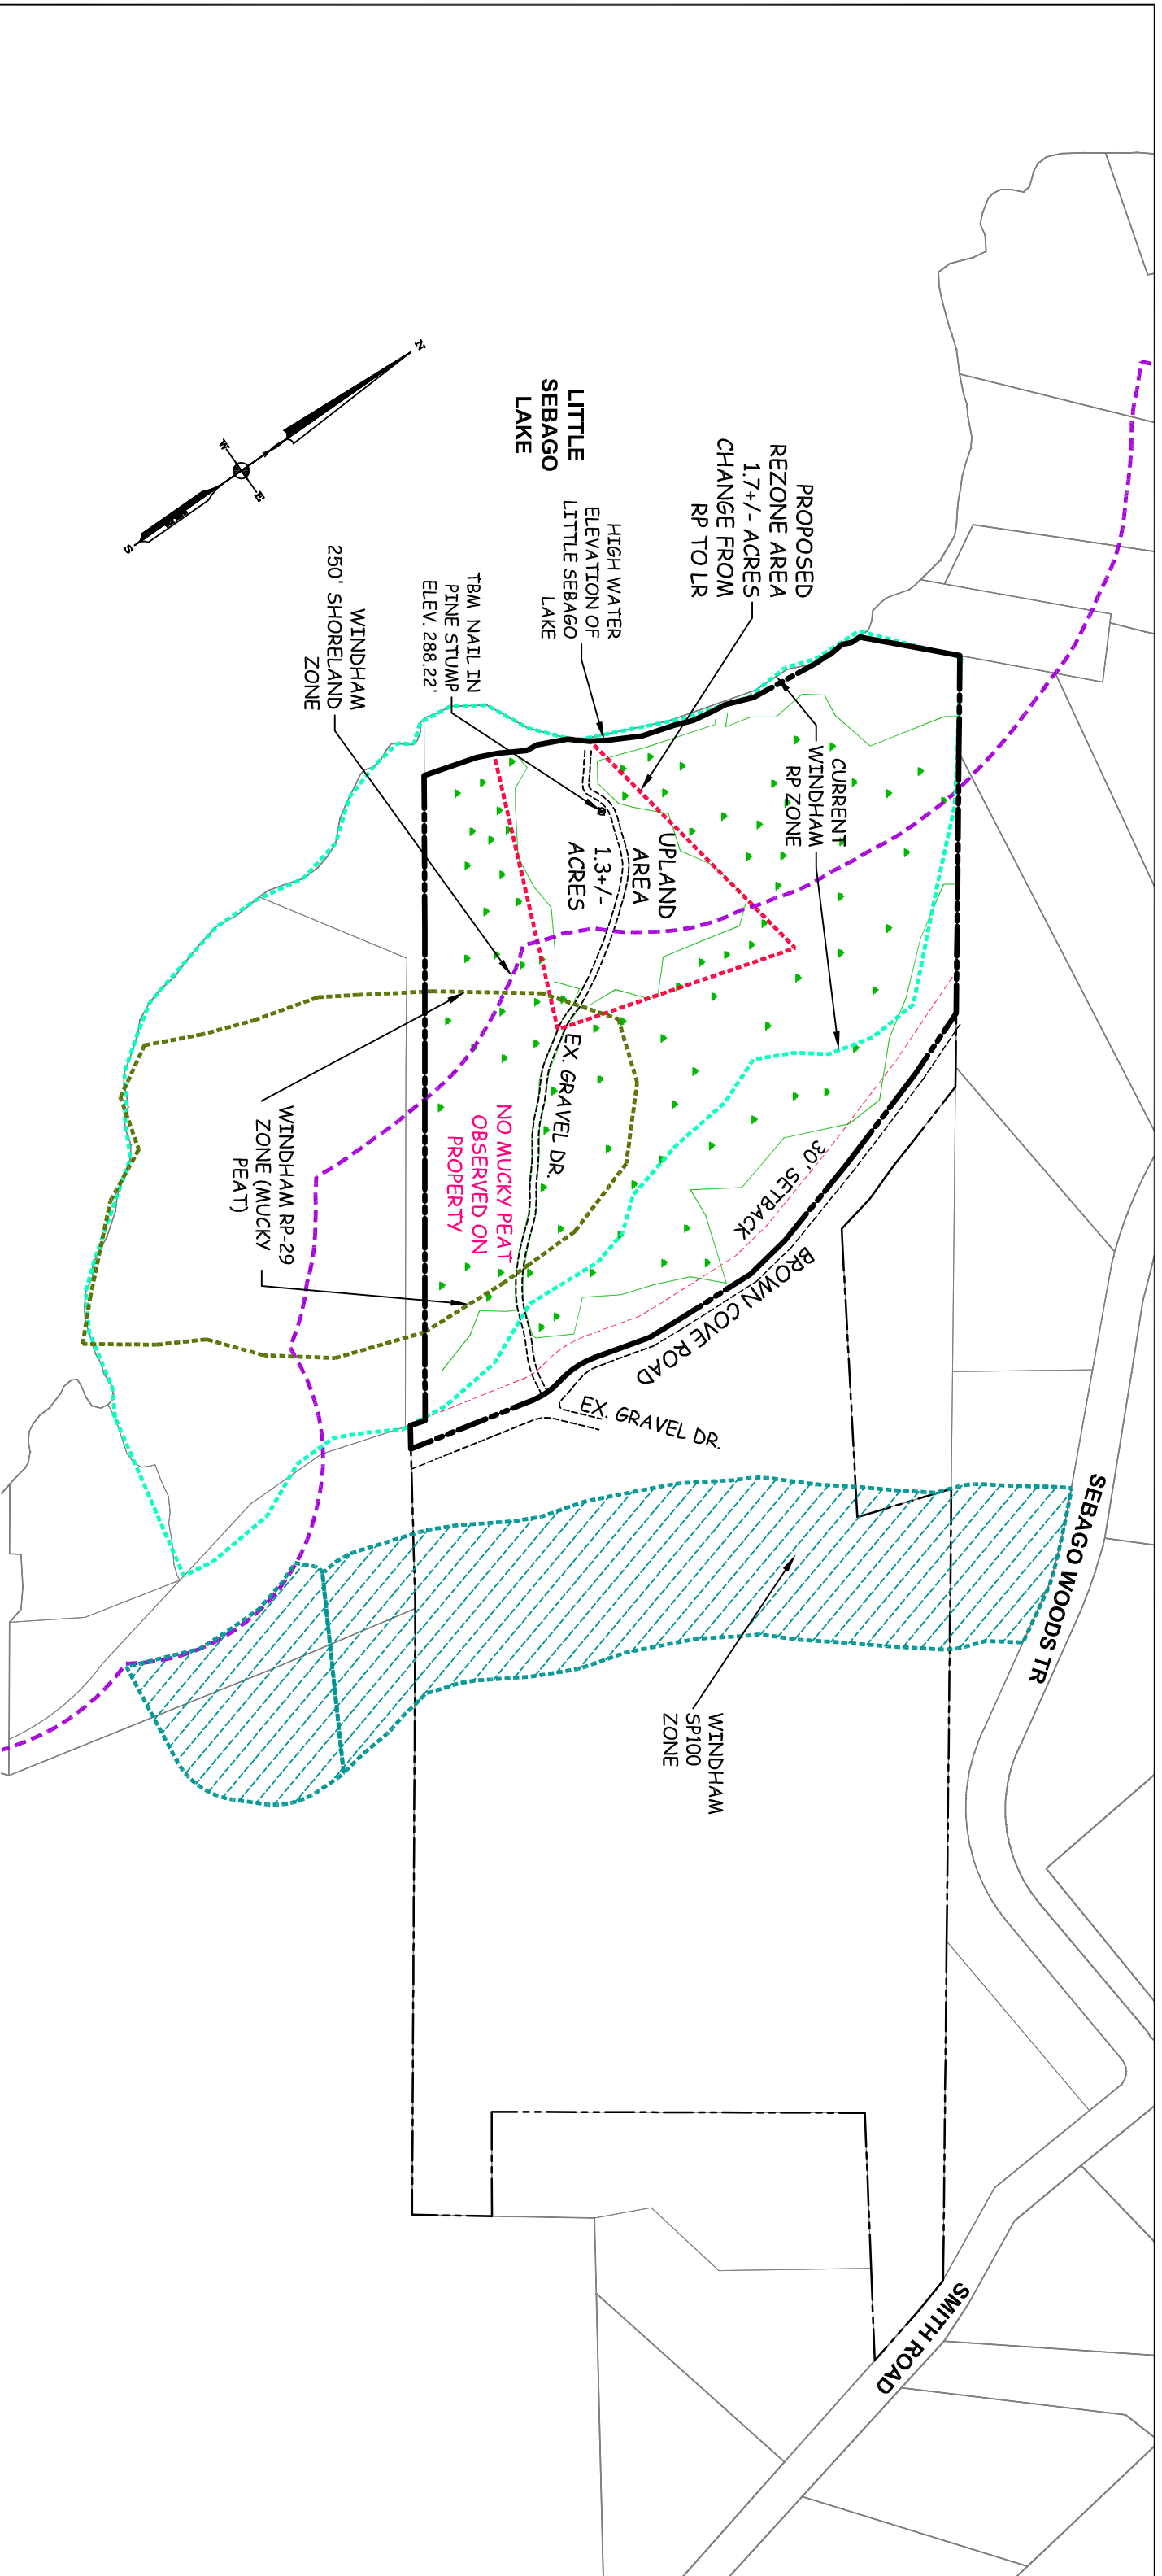 LITTLE
SEBAGO
LAKE
PROPOSED
REZONE AREA
1.7+/- ACRES
CHANGE FROM
RP TO LR
HIGH WATER
ELEVATION OF
LITTLE SEBAGO
LAKE
TBM NAIL IN
PINE STUMP
ELEV. 288.22'
WINDHAM
250' SHORELAND
ZONE
N
W
E
S
CURRENT
WINDHAM
RP ZONE
UPLAND
AREA
1.3+/-
ACRES
EX. GRAVEL DR.
NO MUCKY PEAT
OBSERVED ON
PROPERTY
WINDHAM RP-29
ZONE (MUCKY
PEAT)
30' SETBACK
BROWN COVE ROAD
EX. GRAVEL DR.
SEBAGO WOODS TR
WINDHAM
SP100
ZONE
SMITH ROAD